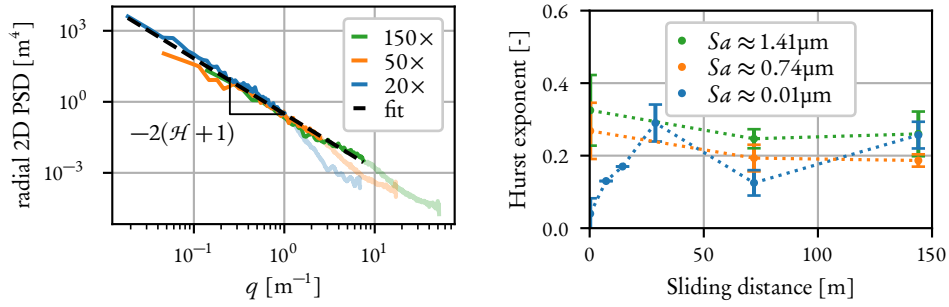 radial 2D PSD [m⁴]
10³
10⁰
10⁻³
150×
50×
20×
fit
−2(ℋ+1)
10⁻¹
10⁰
10¹
q [m⁻¹]
Hurst exponent [-]
0.6
0.4
0.2
0.0
Sa ≈ 1.41µm
Sa ≈ 0.74µm
Sa ≈ 0.01µm
0
50
100
150
Sliding distance [m]